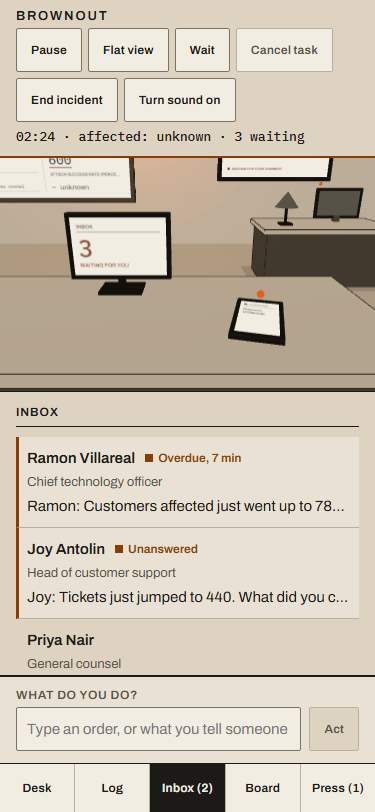 BROWNOUT
Pause
Flat view
Wait
Cancel task
End incident
Turn sound on
02:24 · affected: unknown · 3 waiting
600
– unknown
INBOX
3
WAITING FOR YOU
INBOX
Ramon Villareal
Overdue, 7 min
Chief technology officer
Ramon: Customers affected just went up to 78…
Joy Antolin
Unanswered
Head of customer support
Joy: Tickets just jumped to 440. What did you c…
Priya Nair
General counsel
WHAT DO YOU DO?
Type an order, or what you tell someone
Act
Desk
Log
Inbox (2)
Board
Press (1)